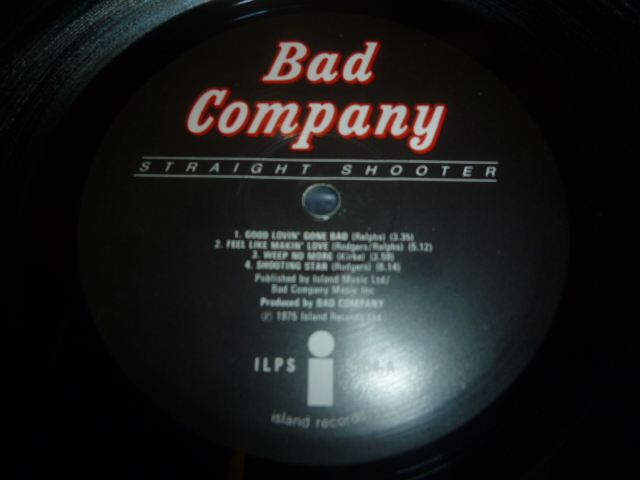 Bad
Company
STRAIGHT SHOOTER
1. GOOD LOVIN' GONE BAD (Ralphs) (3.35)
2. FEEL LIKE MAKIN' LOVE (Rodgers/Ralphs) (5.12)
3. WEEP NO MORE (Kirke) (3.59)
4. SHOOTING STAR (Rodgers) (6.14)
Published by Island Music Ltd/
Bad Company Music Inc
Produced by BAD COMPANY
℗ 1975 Island Records Ltd
ILPS
island records